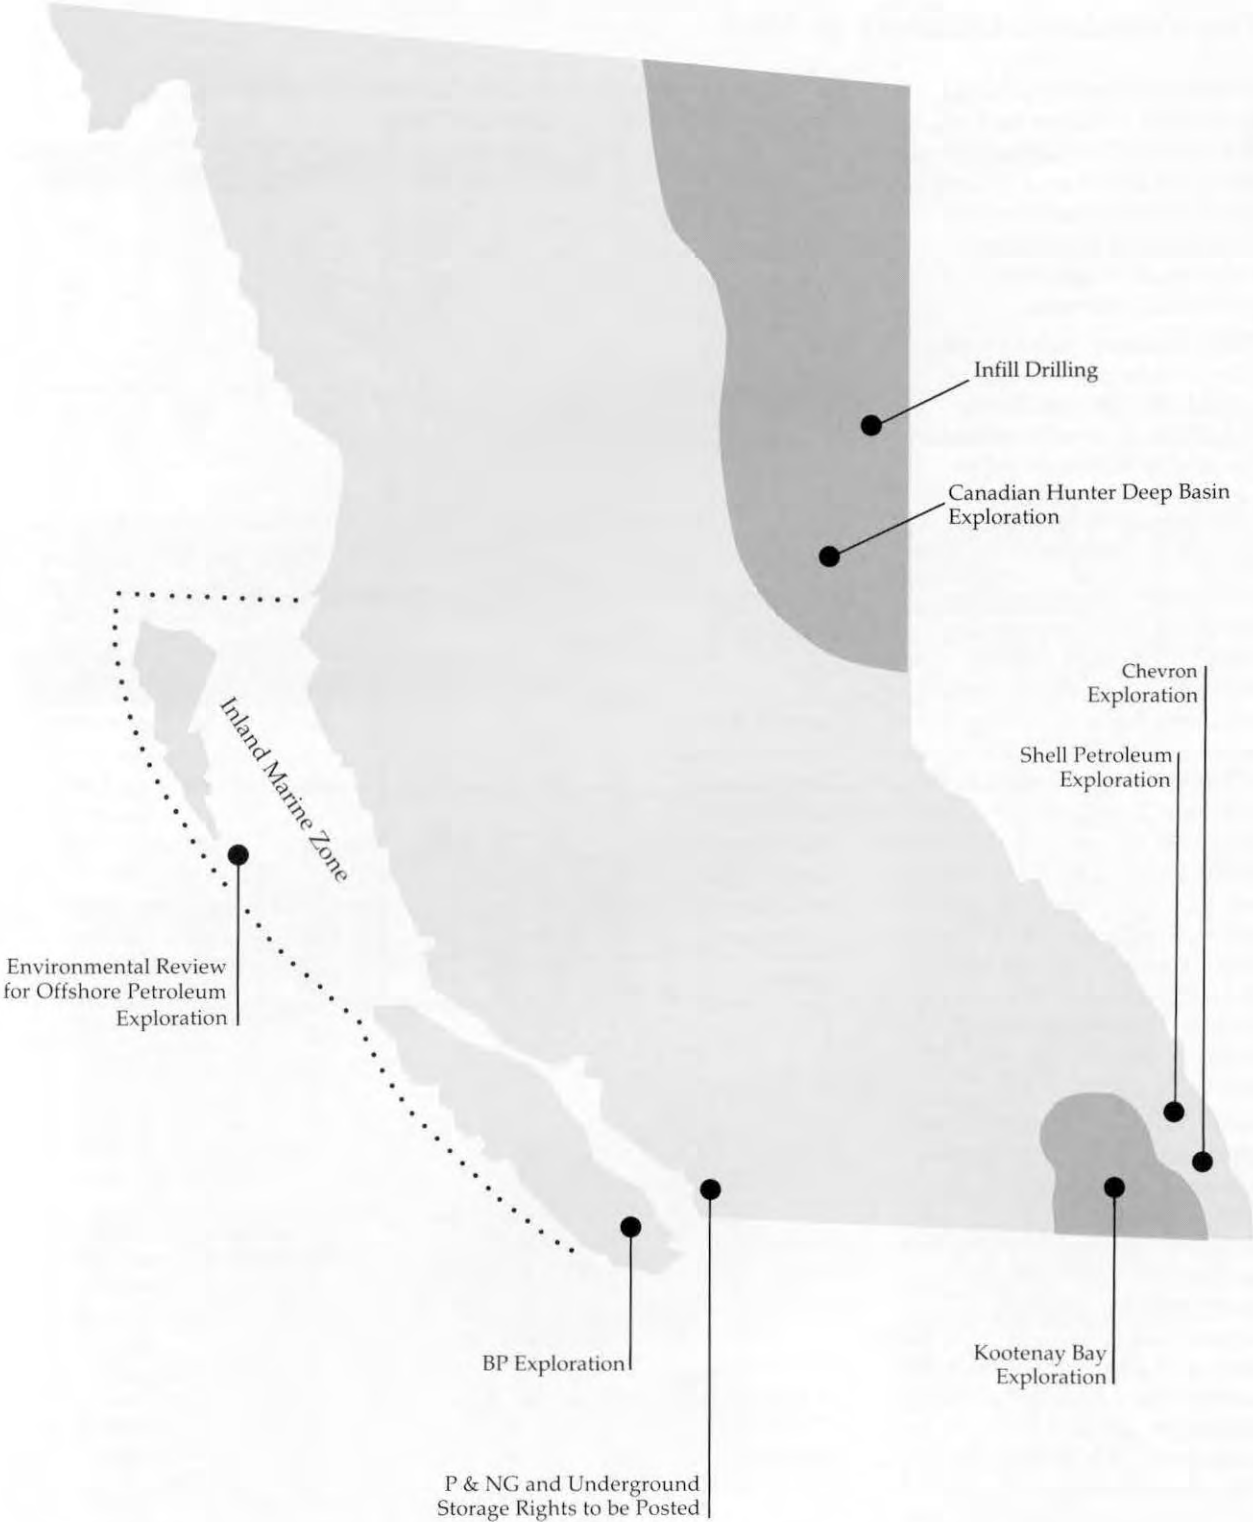 Infill Drilling
Canadian Hunter Deep Basin
Exploration
Chevron
Exploration
Shell Petroleum
Exploration
Inland Marine Zone
Environmental Review
for Offshore Petroleum
Exploration
BP Exploration
Kootenay Bay
Exploration
P & NG and Underground
Storage Rights to be Posted